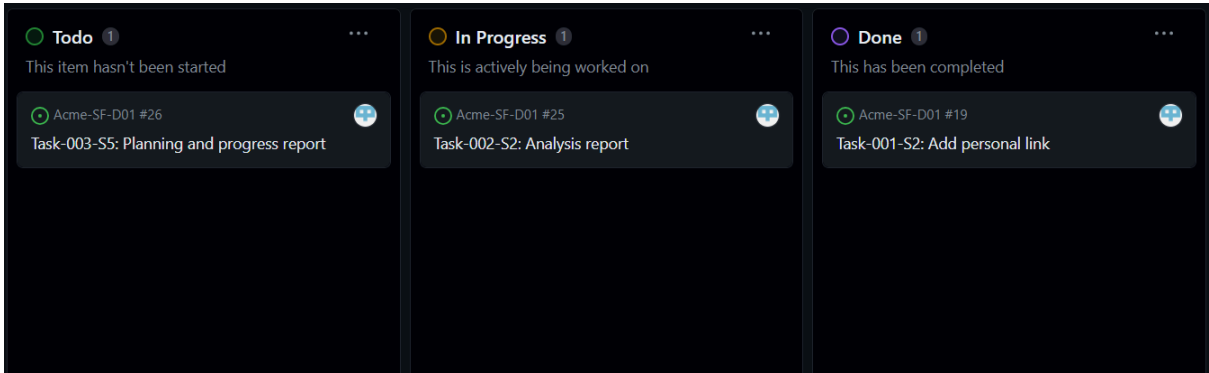 Todo 1
This item hasn't been started
Acme-SF-D01 #26
Task-003-S5: Planning and progress report
In Progress 1
This is actively being worked on
Acme-SF-D01 #25
Task-002-S2: Analysis report
Done 1
This has been completed
Acme-SF-D01 #19
Task-001-S2: Add personal link